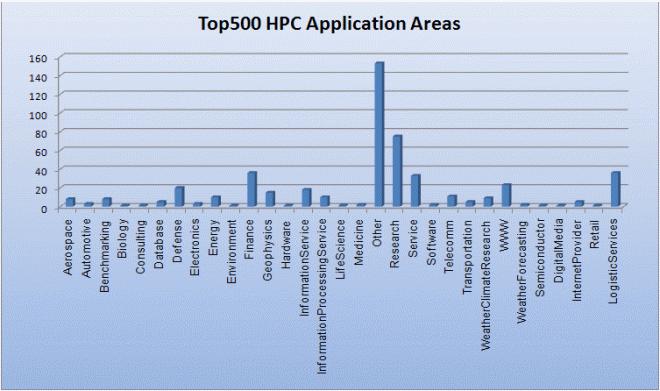 Top500 HPC Application Areas
160
140
120
100
80
60
40
20
0
Aerospace
Automotive
Benchmarking
Biology
Consulting
Database
Defense
Electronics
Energy
Environment
Finance
Geophysics
Hardware
InformationService
InformationProcessingService
LifeScience
Medicine
Other
Research
Service
Software
Telecomm
Transportation
WeatherClimateResearch
WWW
WeatherForecasting
Semiconductor
DigitalMedia
InternetProvider
Retail
LogisticServices